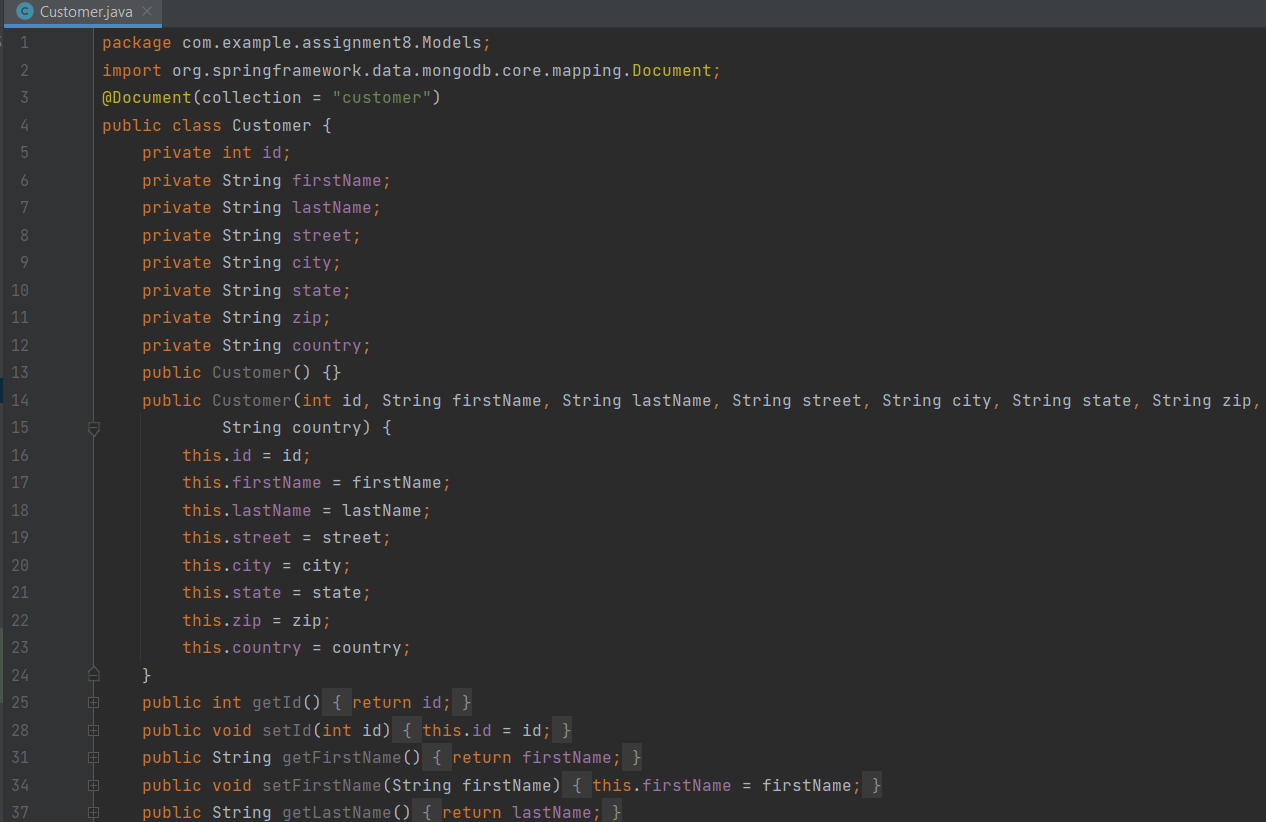 Customer.java
1 package com.example.assignment8.Models;
2 import org.springframework.data.mongodb.core.mapping.Document;
3 @Document(collection = "customer")
4 public class Customer {
5 private int id;
6 private String firstName;
7 private String lastName;
8 private String street;
9 private String city;
10 private String state;
11 private String zip;
12 private String country;
13 public Customer() {}
14 public Customer(int id, String firstName, String lastName, String street, String city, String state, String zip,
15 String country) {
16 this.id = id;
17 this.firstName = firstName;
18 this.lastName = lastName;
19 this.street = street;
20 this.city = city;
21 this.state = state;
22 this.zip = zip;
23 this.country = country;
24 }
25 public int getId() { return id; }
28 public void setId(int id) { this.id = id; }
31 public String getFirstName() { return firstName; }
34 public void setFirstName(String firstName) { this.firstName = firstName; }
37 public String getLastName() { return lastName; }